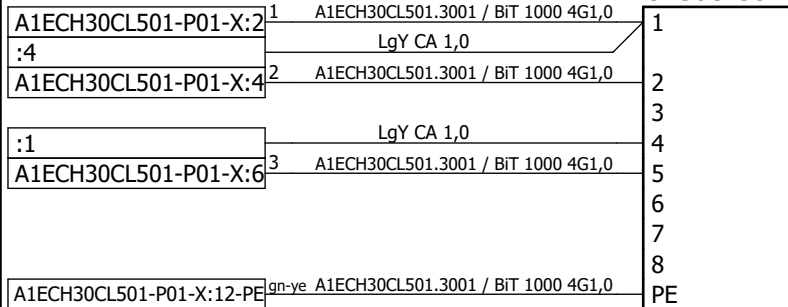 A1ECH30CL501-P01-X:2 1 A1ECH30CL501.3001 / BiT 1000 4G1,0 1
:4 LgY CA 1,0
A1ECH30CL501-P01-X:4 2 A1ECH30CL501.3001 / BiT 1000 4G1,0 2
3
:1 LgY CA 1,0 4
A1ECH30CL501-P01-X:6 3 A1ECH30CL501.3001 / BiT 1000 4G1,0 5
6
7
8
A1ECH30CL501-P01-X:12-PE gn-ye A1ECH30CL501.3001 / BiT 1000 4G1,0 PE